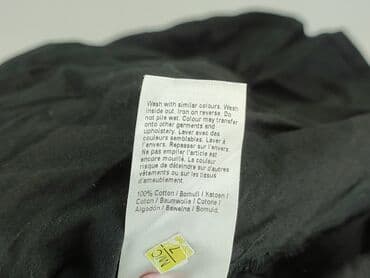 Wash with similar colours. Wash
inside out. Iron on reverse. Do
not pile wet. Colour may transfer
onto other garments and
upholstery. Laver avec des
couleurs semblables. Laver à
l'envers. Repasser sur l'envers.
Ne pas empiler l'article est
encore mouillé. La couleur
risque de déteindre sur d'autres
vêtements ou sur les tissus
d'ameublement.
100% Cotton / Bomull / Katoen /
Coton / Baumwolle / Cotone /
Algodón / Bawełna / Bomuld.